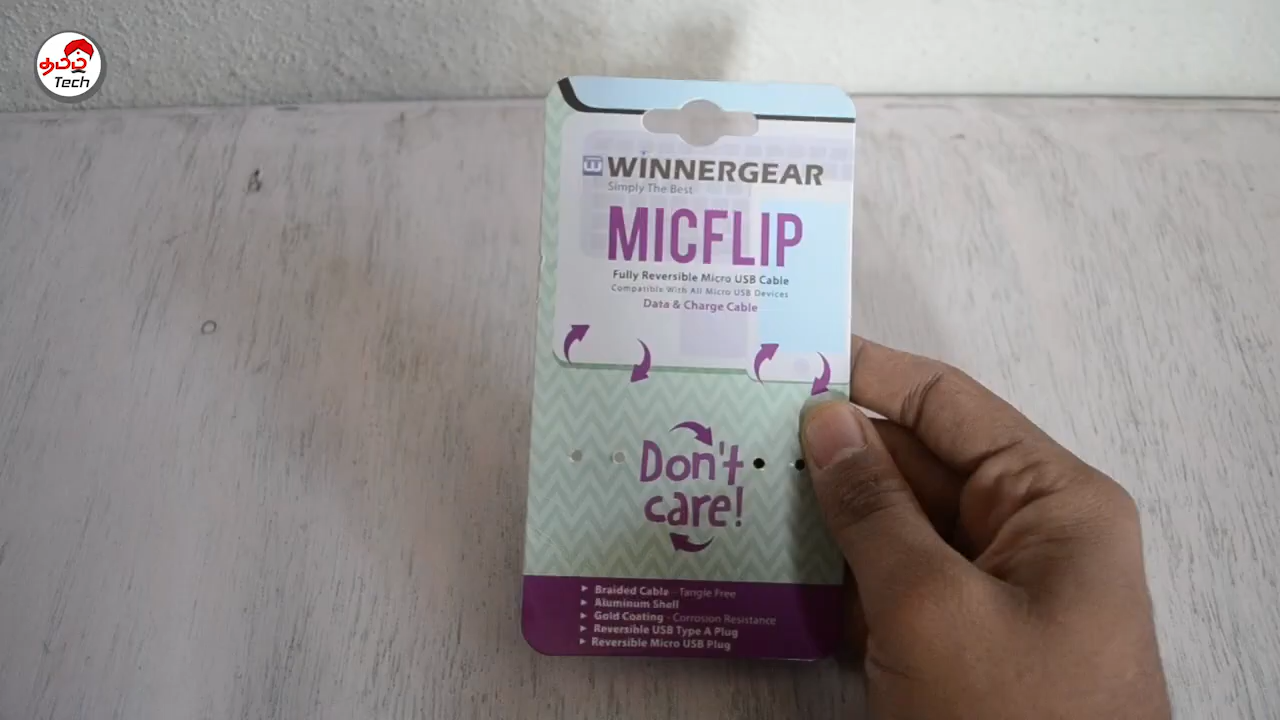 தமிழ்
Tech
WINNERGEAR
Simply The Best
MICFLIP
Fully Reversible Micro USB Cable
Compatible With All Micro USB Devices
Data & Charge Cable
Don't
care!
Braided Cable - Tangle Free
Aluminum Shell
Gold Coating - Corrosion Resistance
Reversible USB Type A Plug
Reversible Micro USB Plug